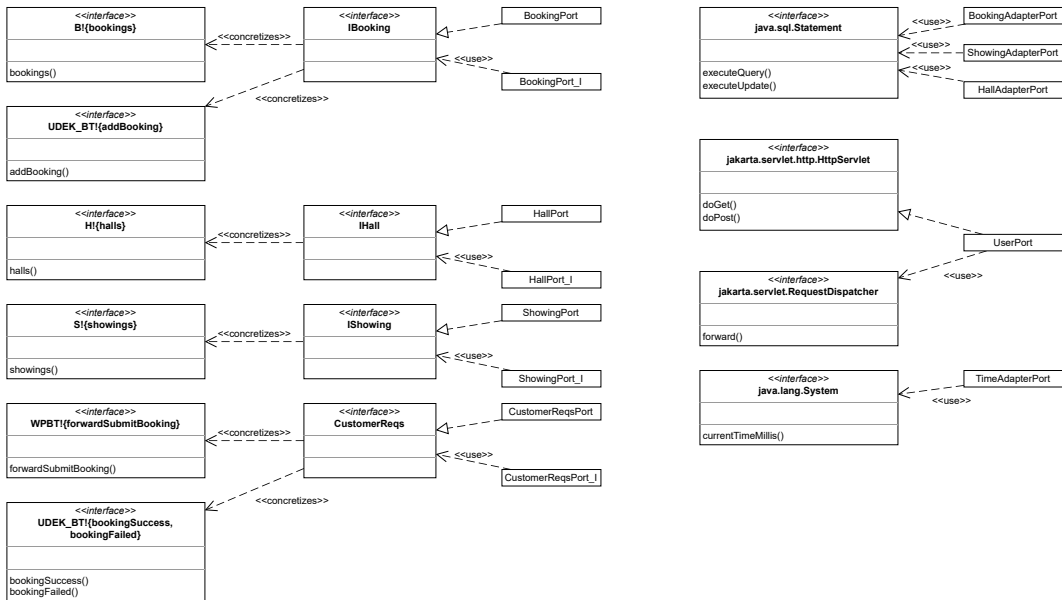 <<interface>>
B!{bookings}
bookings()
<<concretizes>>
<<interface>>
IBooking
BookingPort
<<use>>
BookingPort_I
<<concretizes>>
<<interface>>
UDEK_BT!{addBooking}
addBooking()
<<interface>>
H!{halls}
halls()
<<concretizes>>
<<interface>>
IHall
HallPort
<<use>>
HallPort_I
<<interface>>
S!{showings}
showings()
<<concretizes>>
<<interface>>
IShowing
ShowingPort
<<use>>
ShowingPort_I
<<interface>>
WPBT!{forwardSubmitBooking}
forwardSubmitBooking()
<<concretizes>>
<<interface>>
CustomerReqs
CustomerReqsPort
<<use>>
CustomerReqsPort_I
<<concretizes>>
<<interface>>
UDEK_BT!{bookingSuccess,
bookingFailed}
bookingSuccess()
bookingFailed()
<<interface>>
java.sql.Statement
executeQuery()
executeUpdate()
<<use>>
BookingAdapterPort
<<use>>
ShowingAdapterPort
<<use>>
HallAdapterPort
<<interface>>
jakarta.servlet.http.HttpServlet
doGet()
doPost()
UserPort
<<use>>
<<interface>>
jakarta.servlet.RequestDispatcher
forward()
<<interface>>
java.lang.System
currentTimeMillis()
TimeAdapterPort
<<use>>